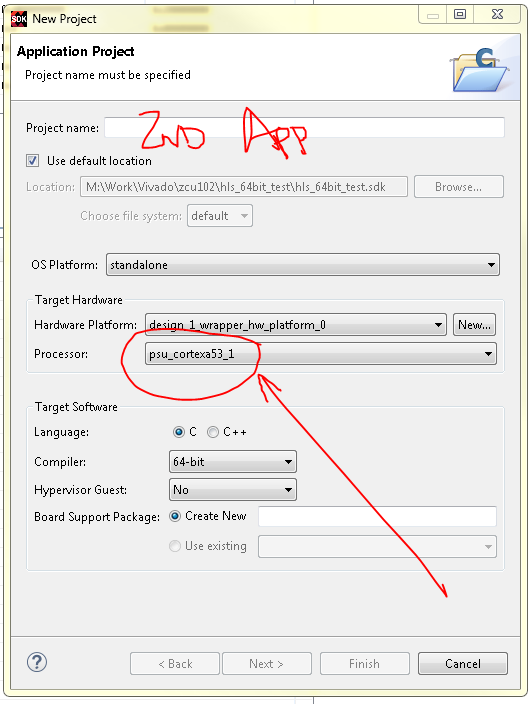 SDK New Project
Application Project
Project name must be specified
C
Project name: 2ND App
Use default location
Location: M:\Work\Vivado\zcu102\hls_64bit_test\hls_64bit_test.sdk Browse...
Choose file system: default
OS Platform: standalone
Target Hardware
Hardware Platform: design_1_wrapper_hw_platform_0 New...
Processor: psu_cortexa53_1
Target Software
Language: C C++
Compiler: 64-bit
Hypervisor Guest: No
Board Support Package: Create New
Use existing
? < Back Next > Finish Cancel